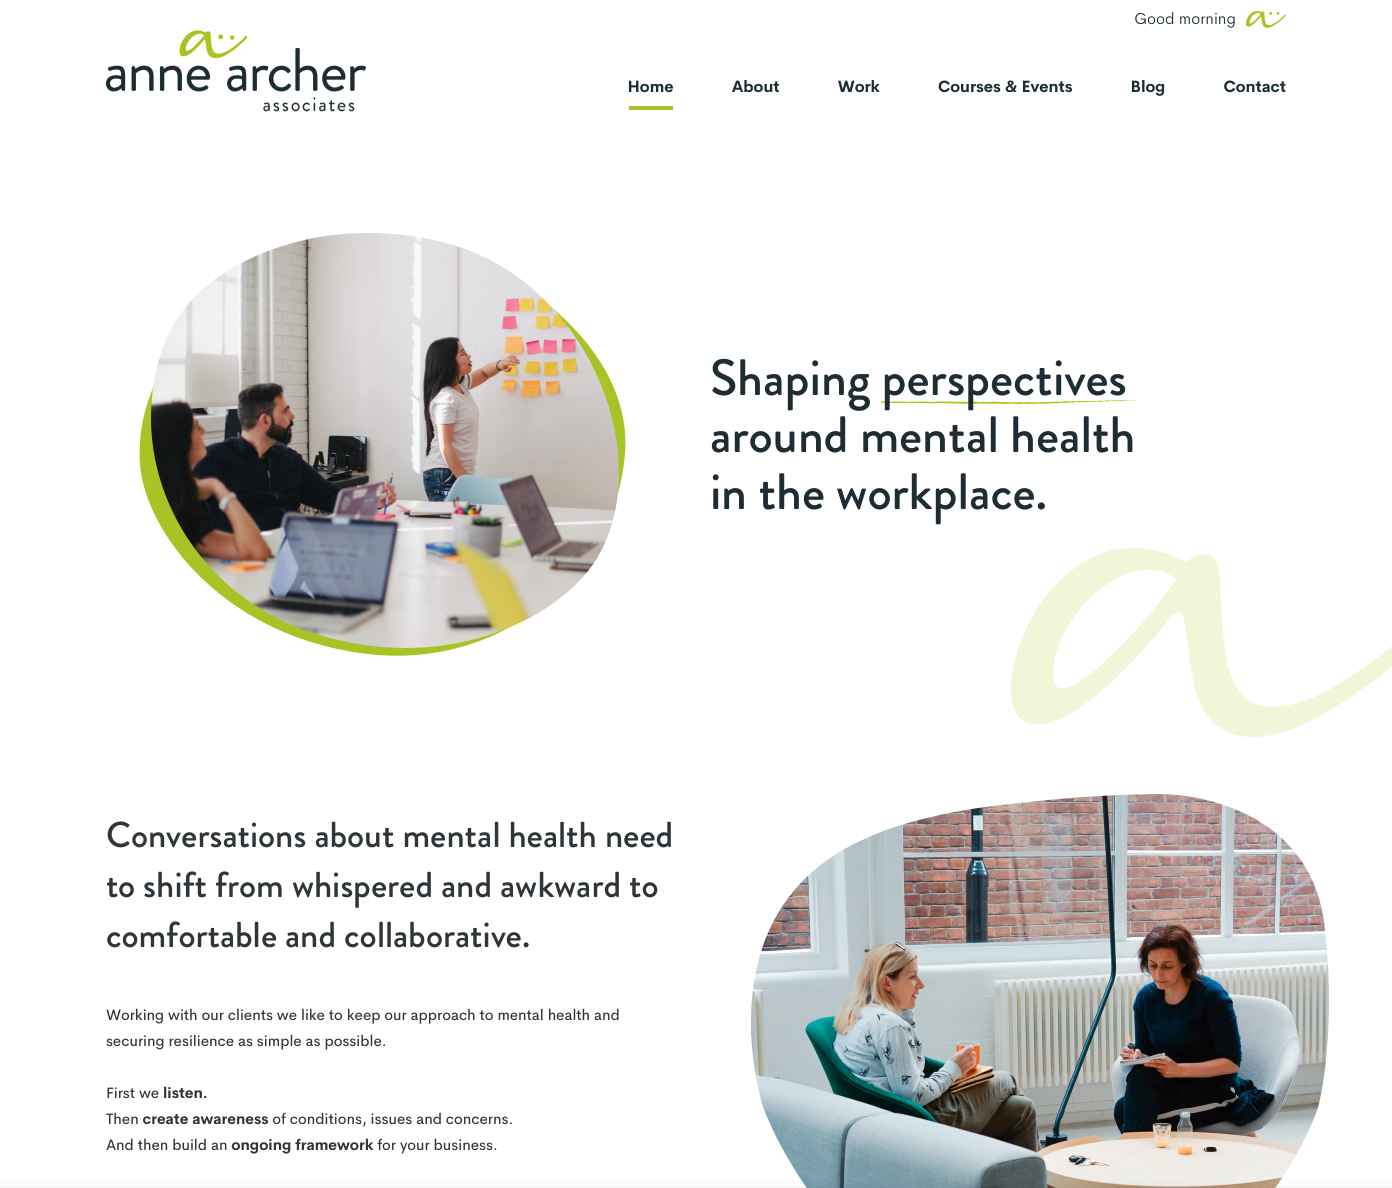 Good morning
anne archer
associates
Home About Work Courses & Events Blog Contact
Shaping perspectives
around mental health
in the workplace.
a
Conversations about mental health need
to shift from whispered and awkward to
comfortable and collaborative.
Working with our clients we like to keep our approach to mental health and
securing resilience as simple as possible.
First we listen.
Then create awareness of conditions, issues and concerns.
And then build an ongoing framework for your business.